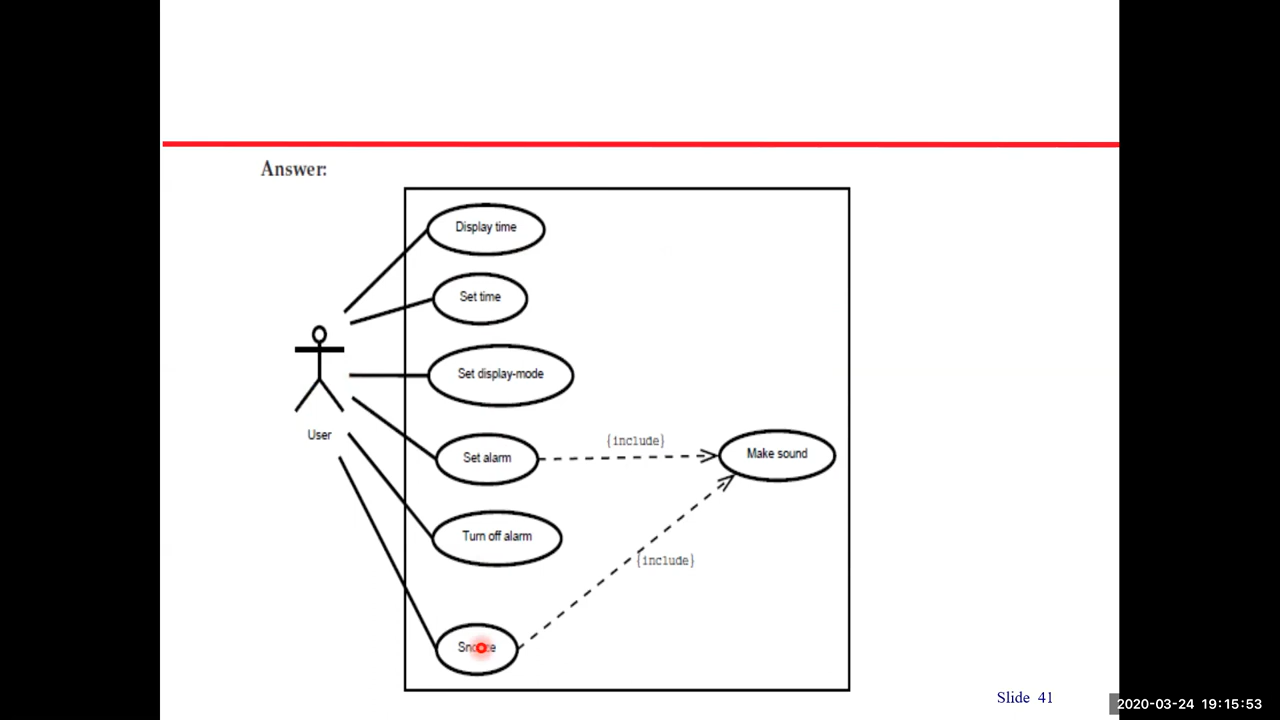 Answer:
Display time
Set time
Set display-mode
User
{include}
Set alarm
Make sound
Turn off alarm
{include}
Slide 41
2020-03-24 19:15:53